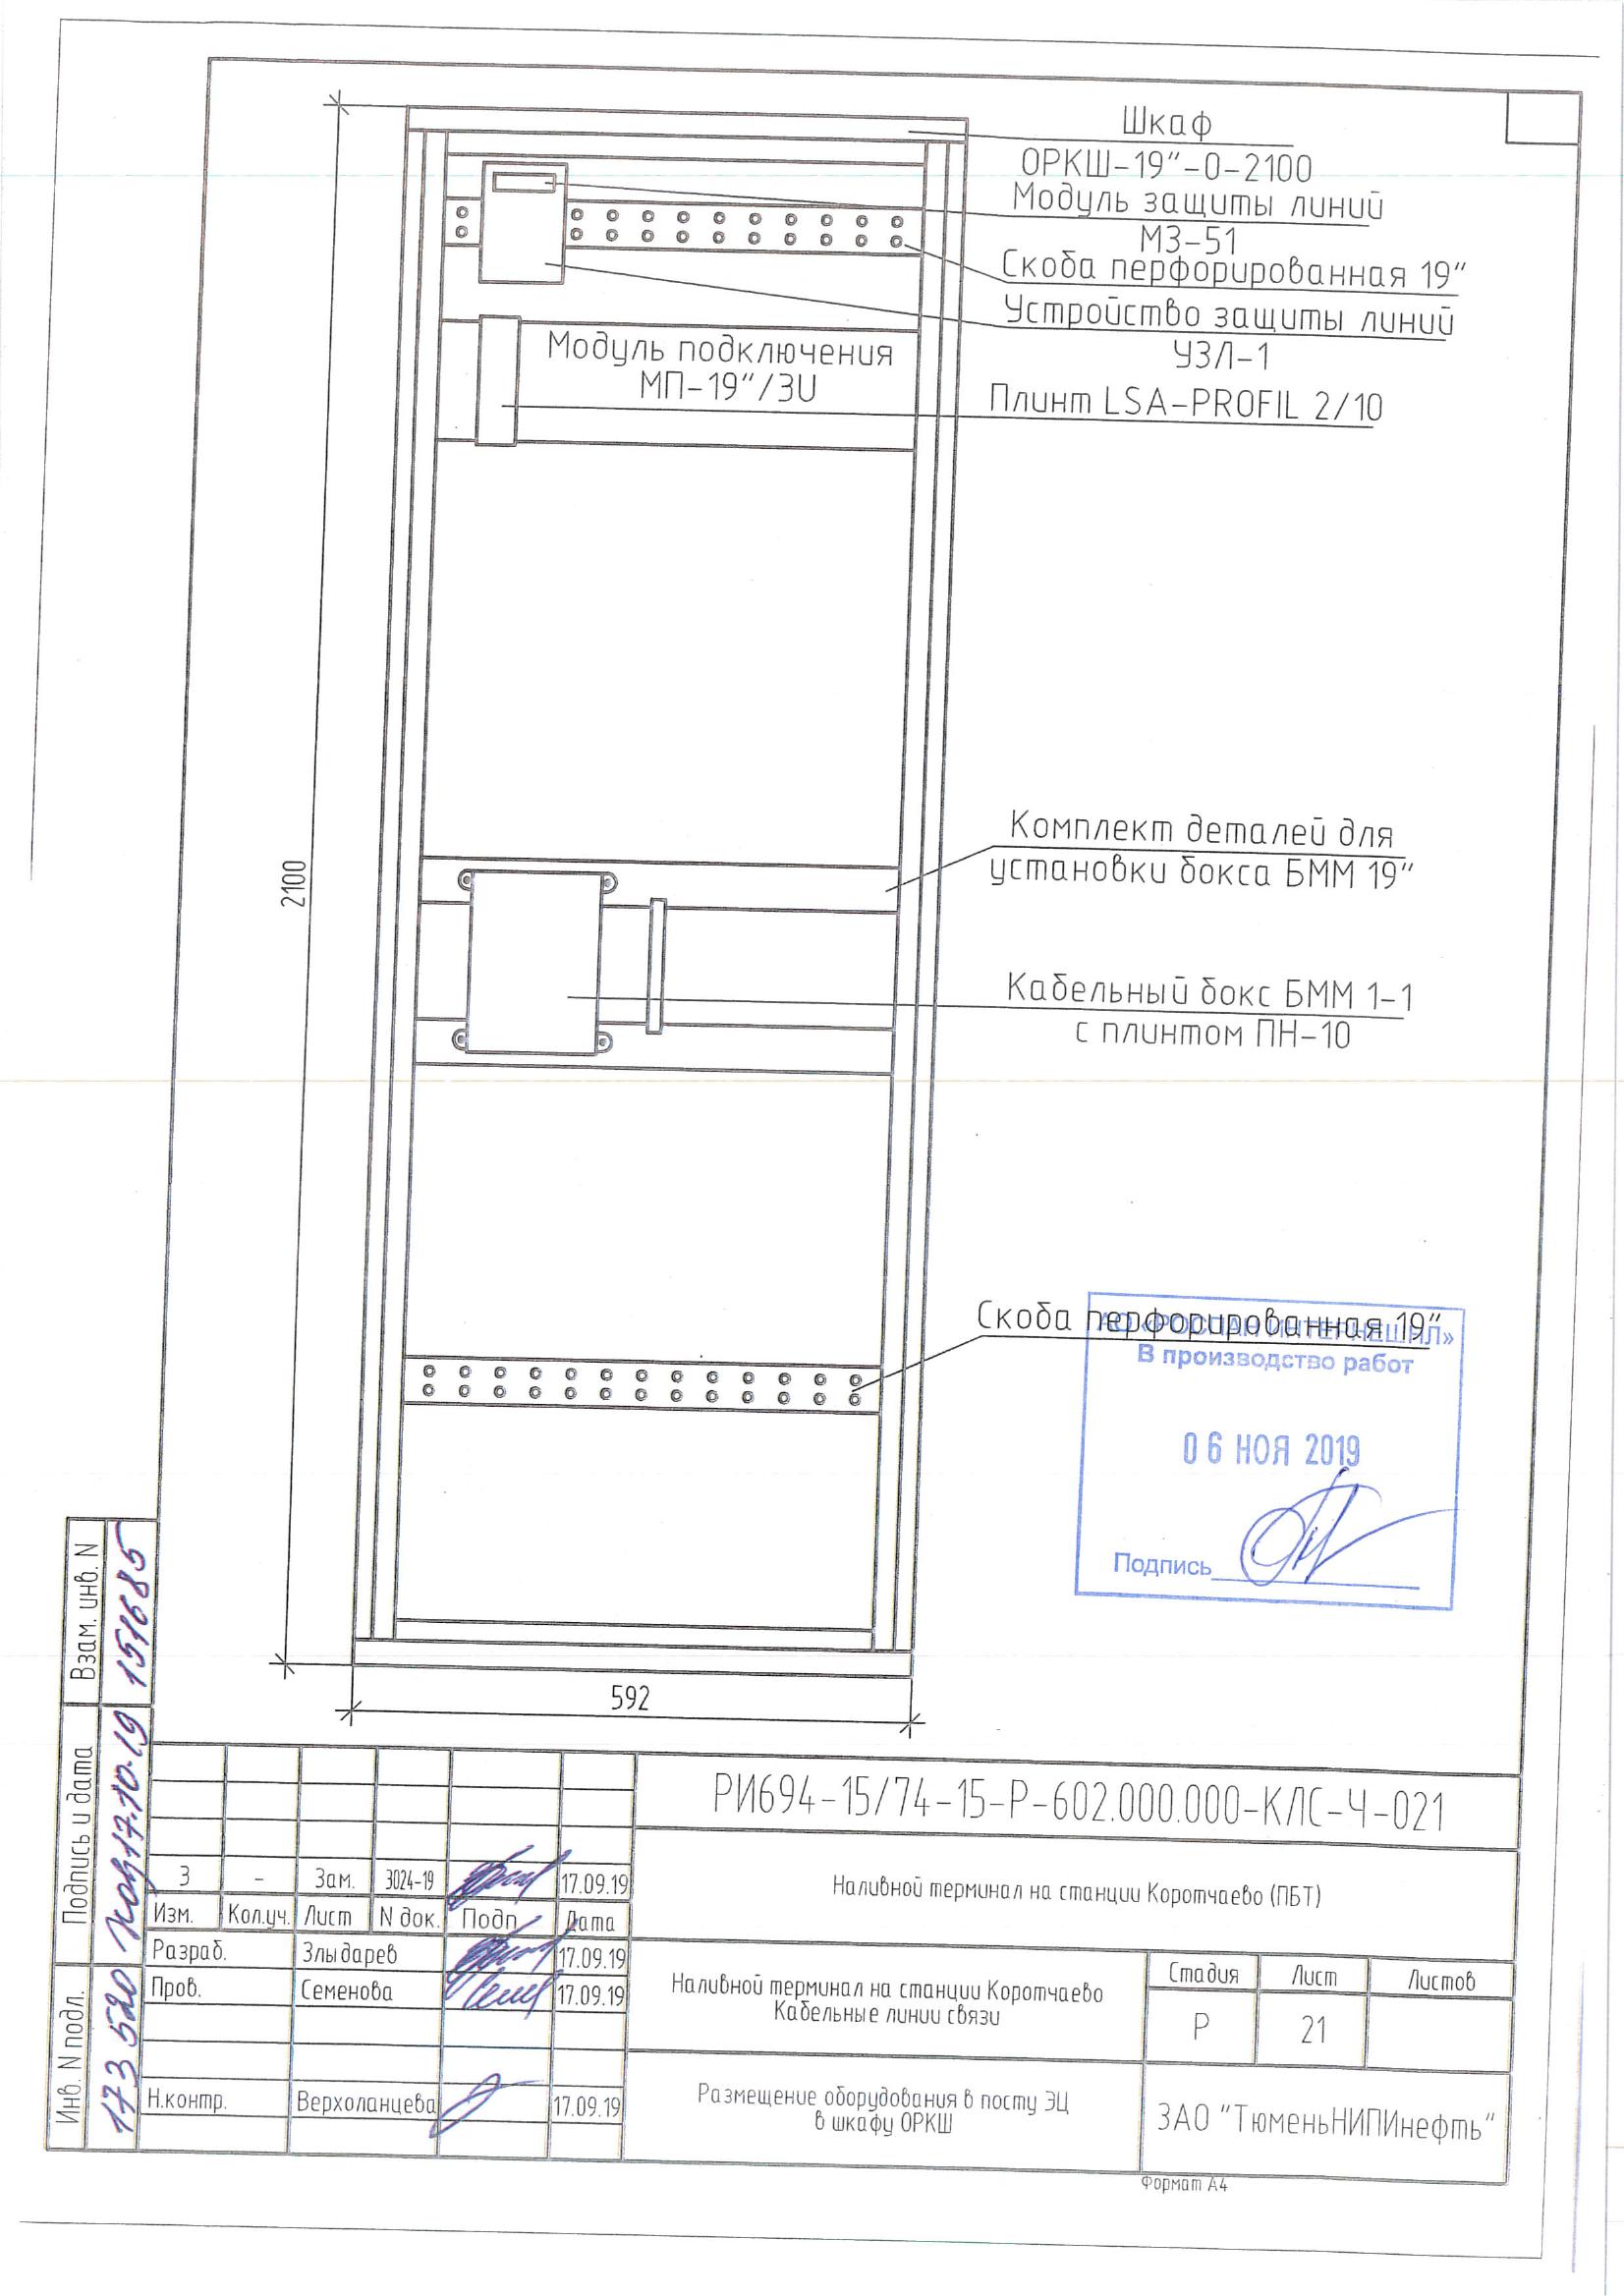 Шкаф
ОРКШ-19"-0-2100
Модуль защиты линий
МЗ-51
Скоба перфорированная 19"
Устройство защиты линий
УЗЛ-1
Модуль подключения
МП-19"/3U
Плинт LSA-PROFIL 2/10
2100
Комплект деталей для
установки бокса БММ 19"
Кабельный бокс БММ 1-1
с плинтом ПН-10
Скоба перфорированная 19"
АО «РОСПАН ИНТЕРНЕШНЛ»
В производство работ
06 НОЯ 2019
Подпись
592
Взам. инв. N
151685
Подпись и дата
17.10.19
Инв. N подл.
173520
РИ694-15/74-15-Р-602.000.000-КЛС-Ч-021
3 - Зам. 3024-19 17.09.19
Изм. Кол.уч. Лист N док. Подп Дата
Наливной терминал на станции Коротчаево (ПБТ)
Разраб. Злыдарев 17.09.19
Пров. Семенова 17.09.19
Н.контр. Верхоланцева 17.09.19
Наливной терминал на станции Коротчаево
Кабельные линии связи
Стадия Лист Листов
Р 21
Размещение оборудования в посту ЭЦ
в шкафу ОРКШ
ЗАО "ТюменьНИПИнефть"
Формат А4